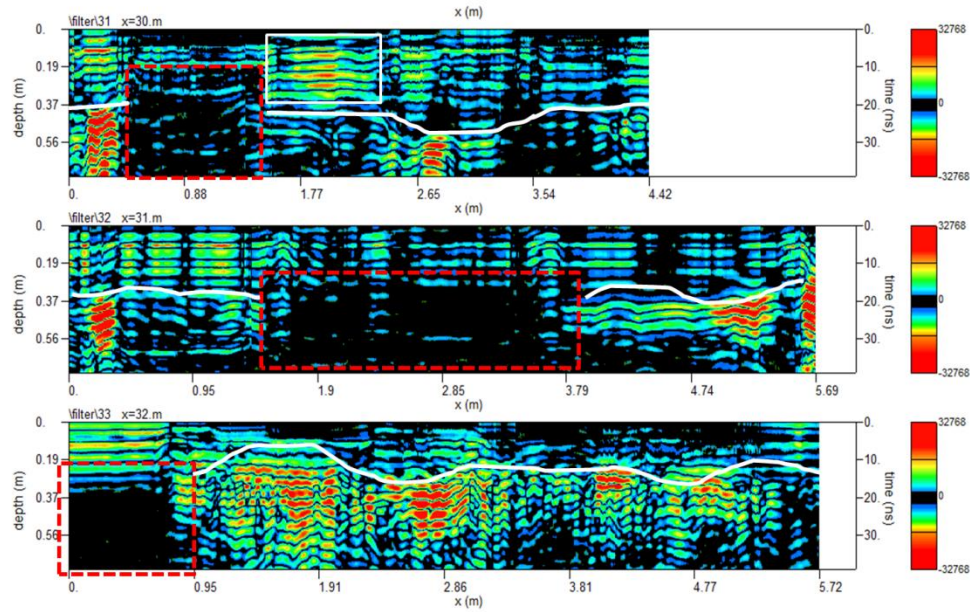 x (m)
\filter\31 x=30.m
0. 0.19 0.37 0.56
depth (m)
0. 10. 20. 30.
time (ns)
32768 0 -32768
0. 0.88 1.77 2.65 3.54 4.42
x (m)
\filter\32 x=31.m
0. 0.19 0.37 0.56
depth (m)
0. 10. 20. 30.
time (ns)
32768 0 -32768
0. 0.95 1.9 2.85 3.79 4.74 5.69
x (m)
\filter\33 x=32.m
0. 0.19 0.37 0.56
depth (m)
0. 10. 20. 30.
time (ns)
32768 0 -32768
0. 0.95 1.91 2.86 3.81 4.77 5.72
x (m)